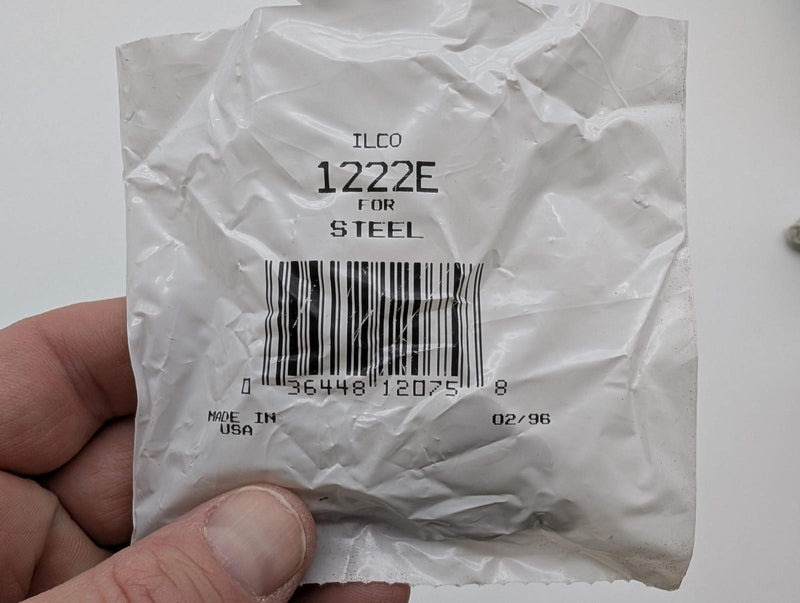 ILCO
1222E
FOR
STEEL
0 36448 12075 8
MADE IN
USA
02/96